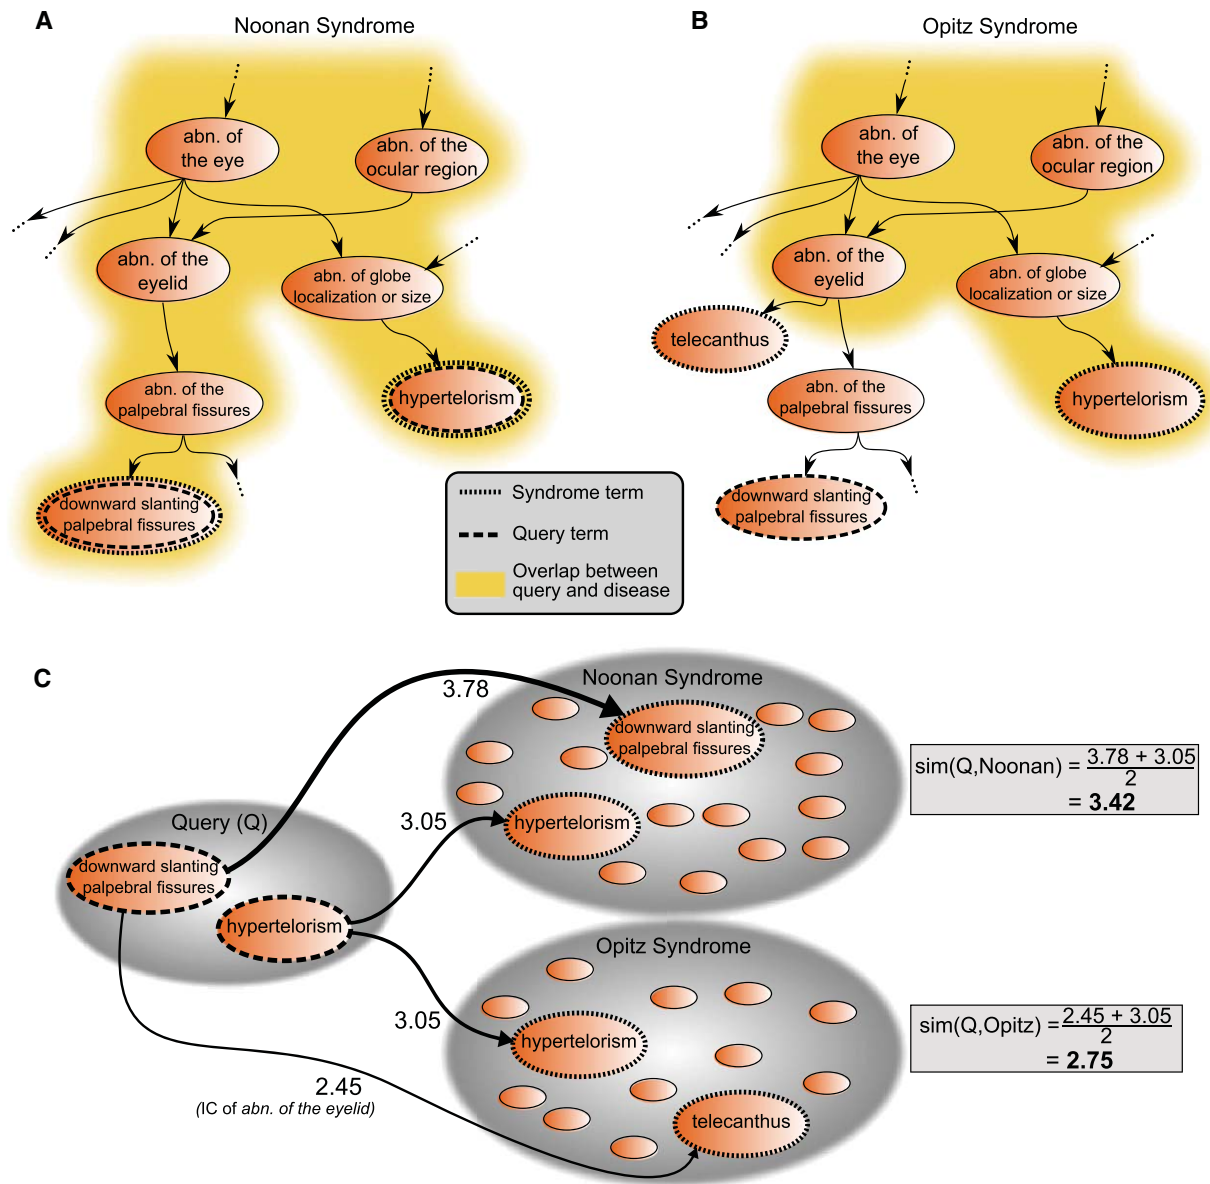 A
Noonan Syndrome
abn. of
the eye
abn. of the
ocular region
abn. of the
eyelid
abn. of globe
localization or size
abn. of the
palpebral fissures
hypertelorism
downward slanting
palpebral fissures
B
Opitz Syndrome
abn. of
the eye
abn. of the
ocular region
abn. of the
eyelid
abn. of globe
localization or size
telecanthus
abn. of the
palpebral fissures
hypertelorism
downward slanting
palpebral fissures
Syndrome term
Query term
Overlap between
query and disease
C
Query (Q)
downward slanting
palpebral fissures
hypertelorism
3.78
3.05
3.05
2.45
(IC of abn. of the eyelid)
Noonan Syndrome
downward slanting
palpebral fissures
hypertelorism
sim(Q,Noonan) = 3.78 + 3.05
2
= 3.42
Opitz Syndrome
hypertelorism
telecanthus
sim(Q,Opitz) = 2.45 + 3.05
2
= 2.75